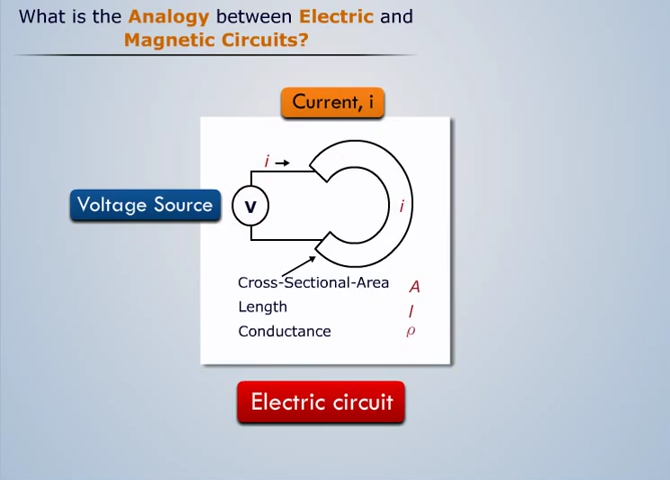 What is the Analogy between Electric and
Magnetic Circuits?
Current, i
i
Voltage Source
V
i
Cross-Sectional-Area A
Length l
Conductance ρ
Electric circuit